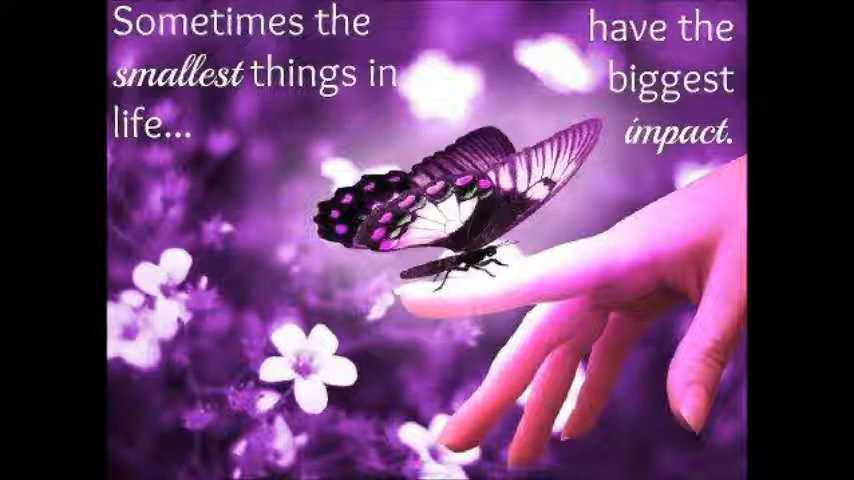 Sometimes the
smallest things in
life...
have the
biggest
impact.